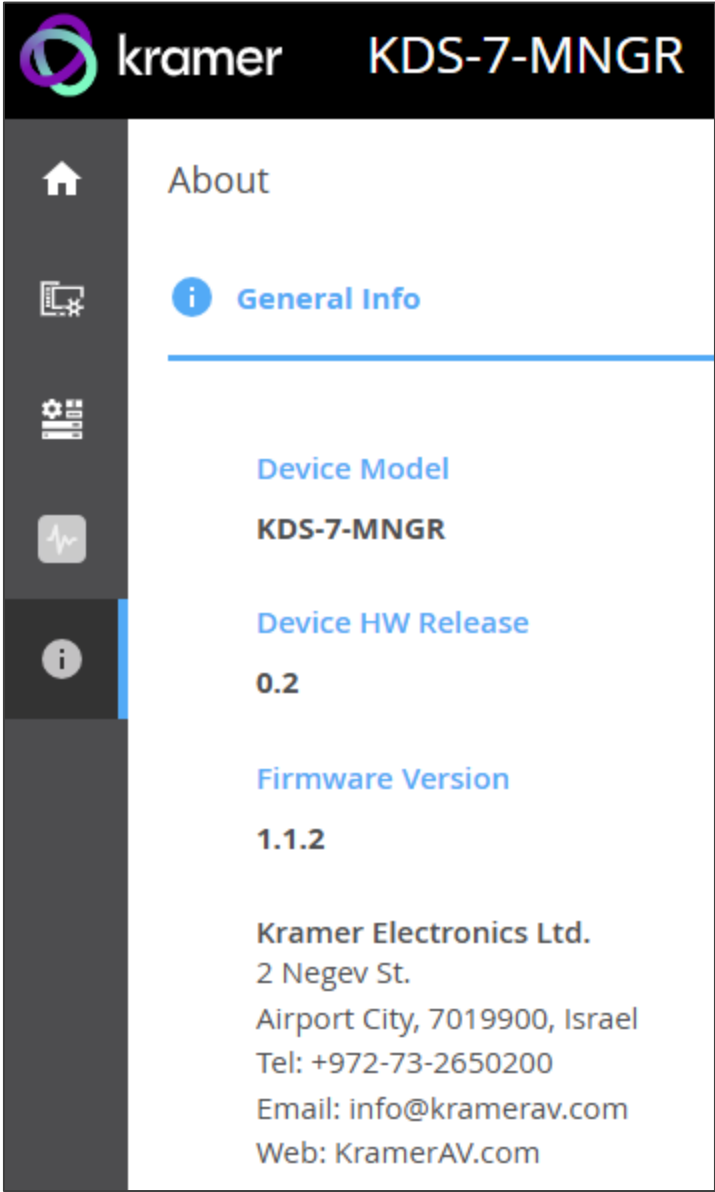 kramer KDS-7-MNGR
About
General Info
Device Model
KDS-7-MNGR
Device HW Release
0.2
Firmware Version
1.1.2
Kramer Electronics Ltd.
2 Negev St.
Airport City, 7019900, Israel
Tel: +972-73-2650200
Email: info@kramerav.com
Web: KramerAV.com